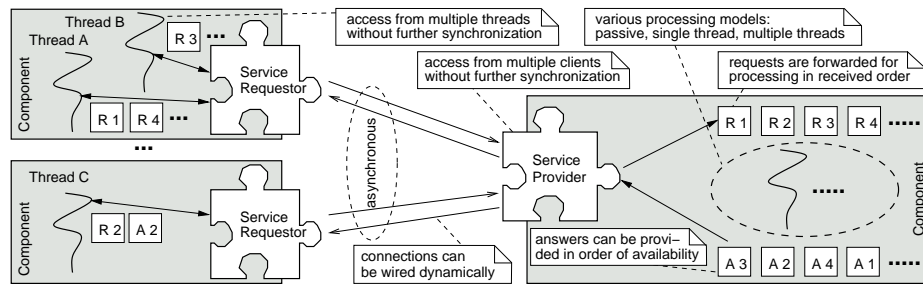 Thread B
Thread A
R 3
Component
R 1
R 4
Service
Requestor
Thread C
Component
R 2
A 2
Service
Requestor
access from multiple threads
without further synchronization
access from multiple clients
without further synchronization
asynchronous
connections can
be wired dynamically
Service
Provider
various processing models:
passive, single thread, multiple threads
requests are forwarded for
processing in received order
R 1
R 2
R 3
R 4
Component
answers can be provi–
ded in order of availability
A 3
A 2
A 4
A 1